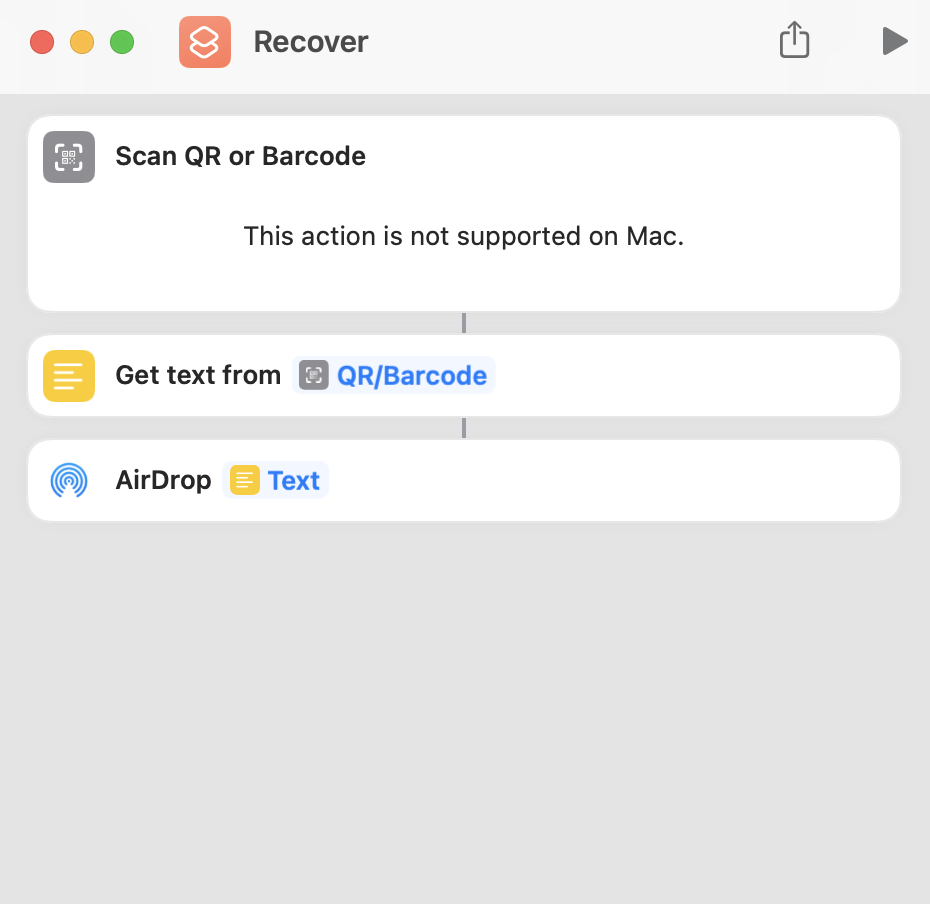 Recover
Scan QR or Barcode
This action is not supported on Mac.
Get text from QR/Barcode
AirDrop Text